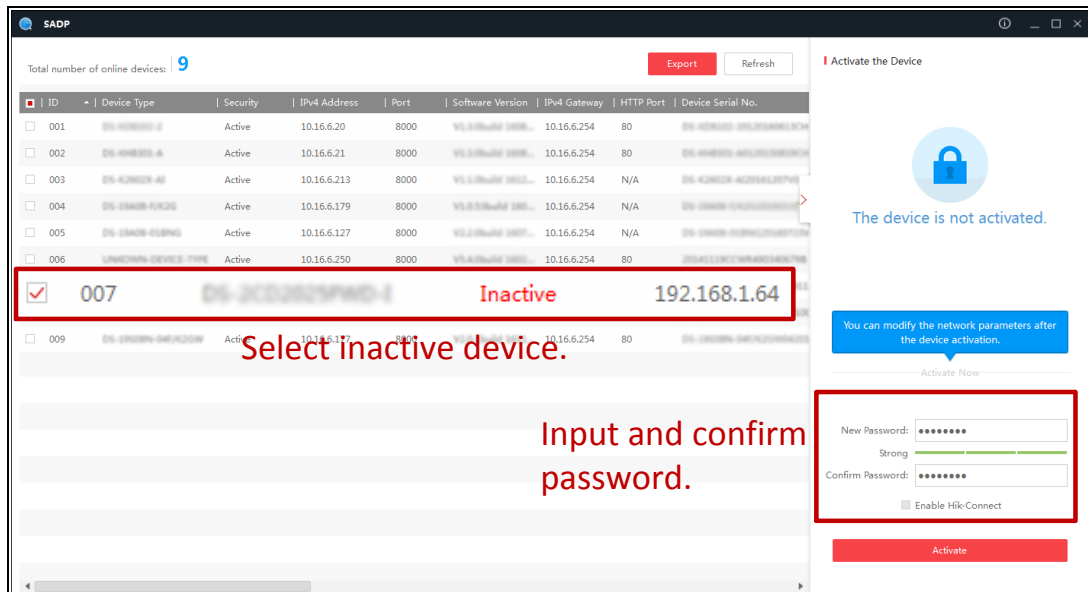 SADP
Total number of online devices: 9
Export
Refresh
ID Device Type Security IPv4 Address Port Software Version IPv4 Gateway HTTP Port Device Serial No.
001 Active 10.16.6.20 8000 10.16.6.254 80
002 Active 10.16.6.21 8000 10.16.6.254 80
003 Active 10.16.6.213 8000 10.16.6.254 N/A
004 Active 10.16.6.179 8000 10.16.6.254 N/A
005 Active 10.16.6.127 8000 10.16.6.254 N/A
006 Active 10.16.6.250 8000 10.16.6.254 80
007 Inactive 192.168.1.64
009 Active 8000 10.16.6.254 80
Select inactive device.
Input and confirm
password.
Activate the Device
The device is not activated.
You can modify the network parameters after
the device activation.
Activate Now
New Password: ••••••••
Strong
Confirm Password: ••••••••
Enable Hik-Connect
Activate